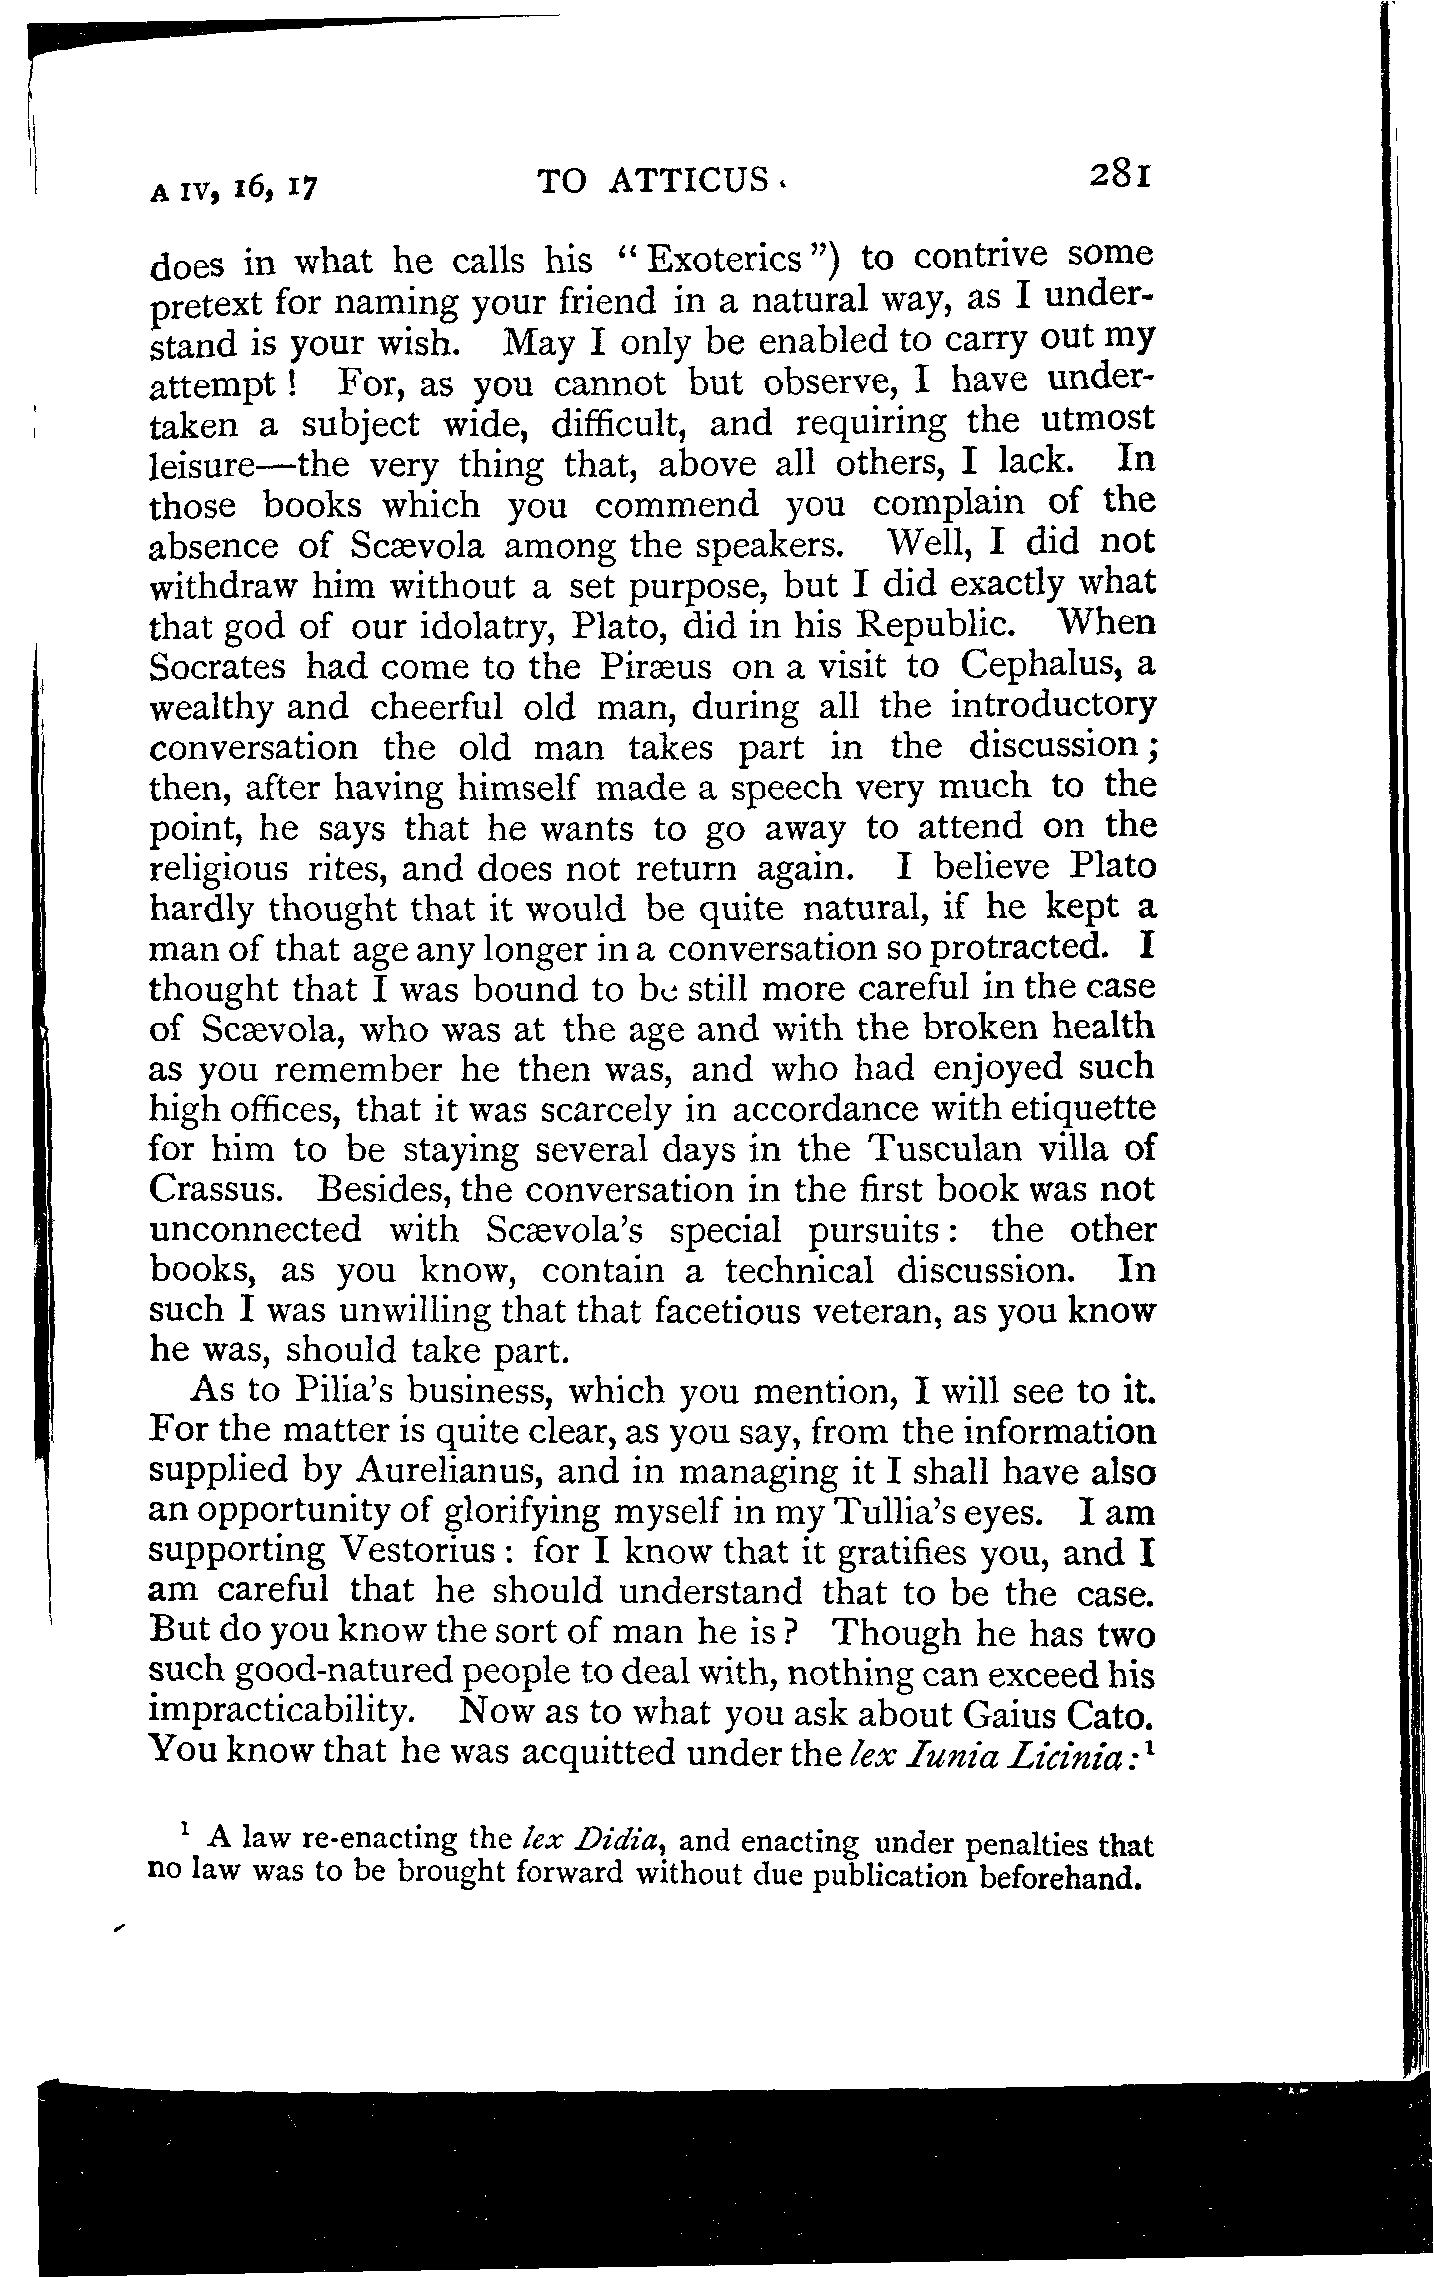 A IV, 16, 17 TO ATTICUS 281
does in what he calls his “Exoterics”) to contrive some
pretext for naming your friend in a natural way, as I under-
stand is your wish. May I only be enabled to carry out my
attempt! For, as you cannot but observe, I have under-
taken a subject wide, difficult, and requiring the utmost
leisure—the very thing that, above all others, I lack. In
those books which you commend you complain of the
absence of Scævola among the speakers. Well, I did not
withdraw him without a set purpose, but I did exactly what
that god of our idolatry, Plato, did in his Republic. When
Socrates had come to the Piræus on a visit to Cephalus, a
wealthy and cheerful old man, during all the introductory
conversation the old man takes part in the discussion;
then, after having himself made a speech very much to the
point, he says that he wants to go away to attend on the
religious rites, and does not return again. I believe Plato
hardly thought that it would be quite natural, if he kept a
man of that age any longer in a conversation so protracted. I
thought that I was bound to be still more careful in the case
of Scævola, who was at the age and with the broken health
as you remember he then was, and who had enjoyed such
high offices, that it was scarcely in accordance with etiquette
for him to be staying several days in the Tusculan villa of
Crassus. Besides, the conversation in the first book was not
unconnected with Scævola’s special pursuits: the other
books, as you know, contain a technical discussion. In
such I was unwilling that that facetious veteran, as you know
he was, should take part.
As to Pilia’s business, which you mention, I will see to it.
For the matter is quite clear, as you say, from the information
supplied by Aurelianus, and in managing it I shall have also
an opportunity of glorifying myself in my Tullia’s eyes. I am
supporting Vestorius: for I know that it gratifies you, and I
am careful that he should understand that to be the case.
But do you know the sort of man he is? Though he has two
such good-natured people to deal with, nothing can exceed his
impracticability. Now as to what you ask about Gaius Cato.
You know that he was acquitted under the lex Iunia Licinia:¹
¹ A law re-enacting the lex Didia, and enacting under penalties that
no law was to be brought forward without due publication beforehand.